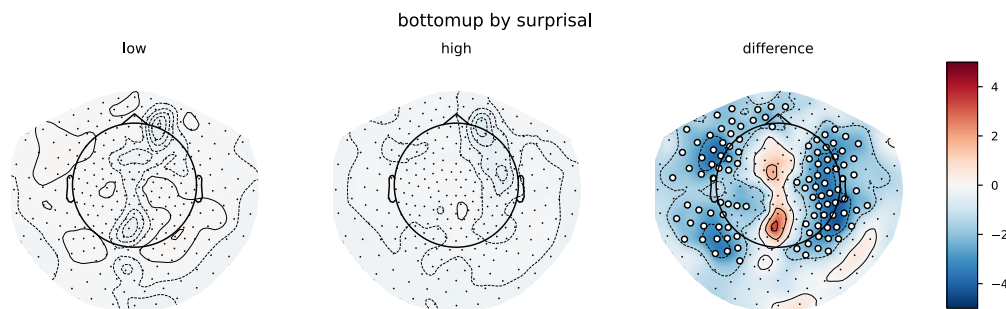 bottomup by surprisal
low
high
difference
4
2
0
−2
−4